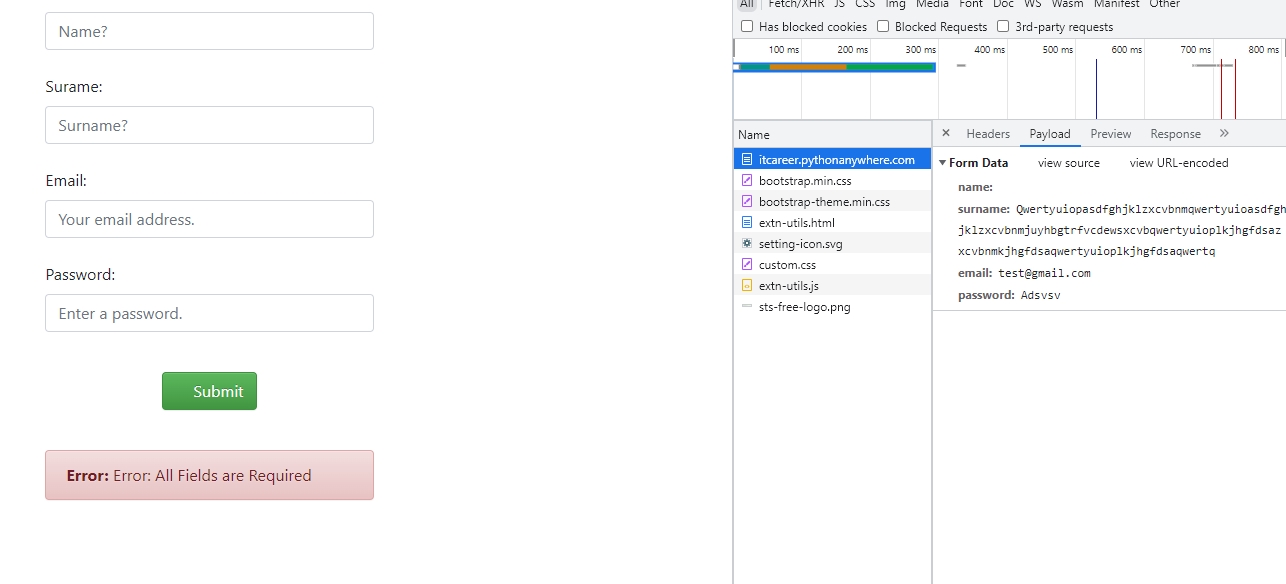 Name?
Surame:
Surname?
Email:
Your email address.
Password:
Enter a password.
Submit
Error: Error: All Fields are Required
All Fetch/XHR JS CSS Img Media Font Doc WS Wasm Manifest Other
Has blocked cookies Blocked Requests 3rd-party requests
100 ms 200 ms 300 ms 400 ms 500 ms 600 ms 700 ms 800 ms
Name
itcareer.pythonanywhere.com
bootstrap.min.css
bootstrap-theme.min.css
extn-utils.html
setting-icon.svg
custom.css
extn-utils.js
sts-free-logo.png
× Headers Payload Preview Response »
Form Data view source view URL-encoded
name:
surname: Qwertyuiopasdfghjklzxcvbnmqwertyuioasdfgh
jklzxcvbnmjuyhbgtrfvcdewsxcvbqwertyuioplkjhgfdsaz
xcvbnmkjhgfdsaqwertyuioplkjhgfdsaqwertq
email: test@gmail.com
password: Adsvsv